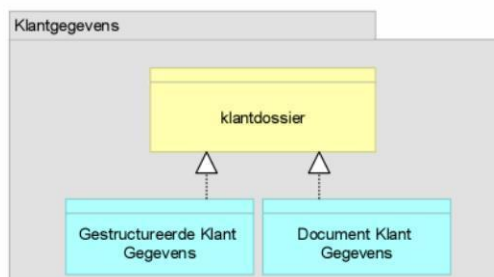 Klantgegevens
klantdossier
Gestructureerde Klant
Gegevens
Document Klant
Gegevens